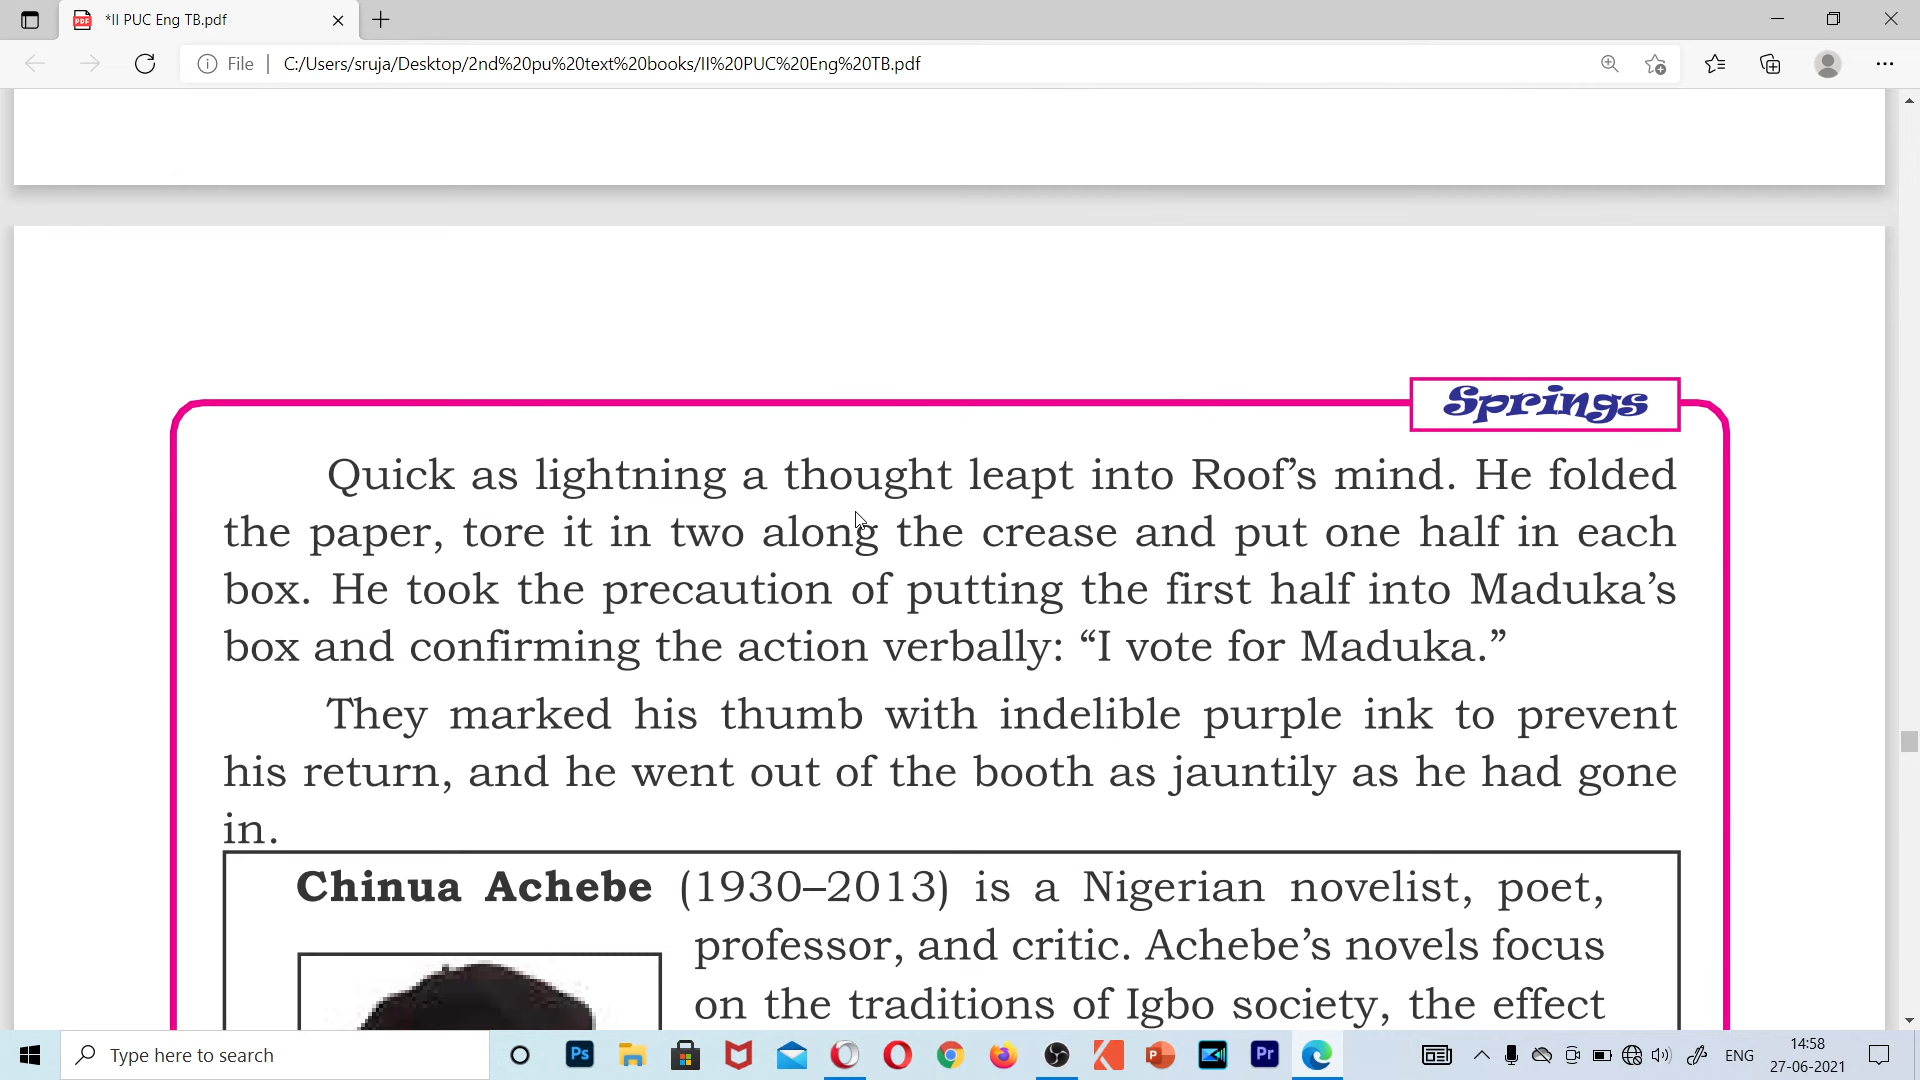 *II PUC Eng TB.pdf
File
C:/Users/sruja/Desktop/2nd%20pu%20text%20books/II%20PUC%20Eng%20TB.pdf
Springs
Quick as lightning a thought leapt into Roof’s mind. He folded
the paper, tore it in two along the crease and put one half in each
box. He took the precaution of putting the first half into Maduka’s
box and confirming the action verbally: “I vote for Maduka.”
They marked his thumb with indelible purple ink to prevent
his return, and he went out of the booth as jauntily as he had gone
in.
Chinua Achebe (1930–2013) is a Nigerian novelist, poet,
professor, and critic. Achebe’s novels focus
on the traditions of Igbo society, the effect
Type here to search
Ps
Pr
ENG
14:58
27-06-2021